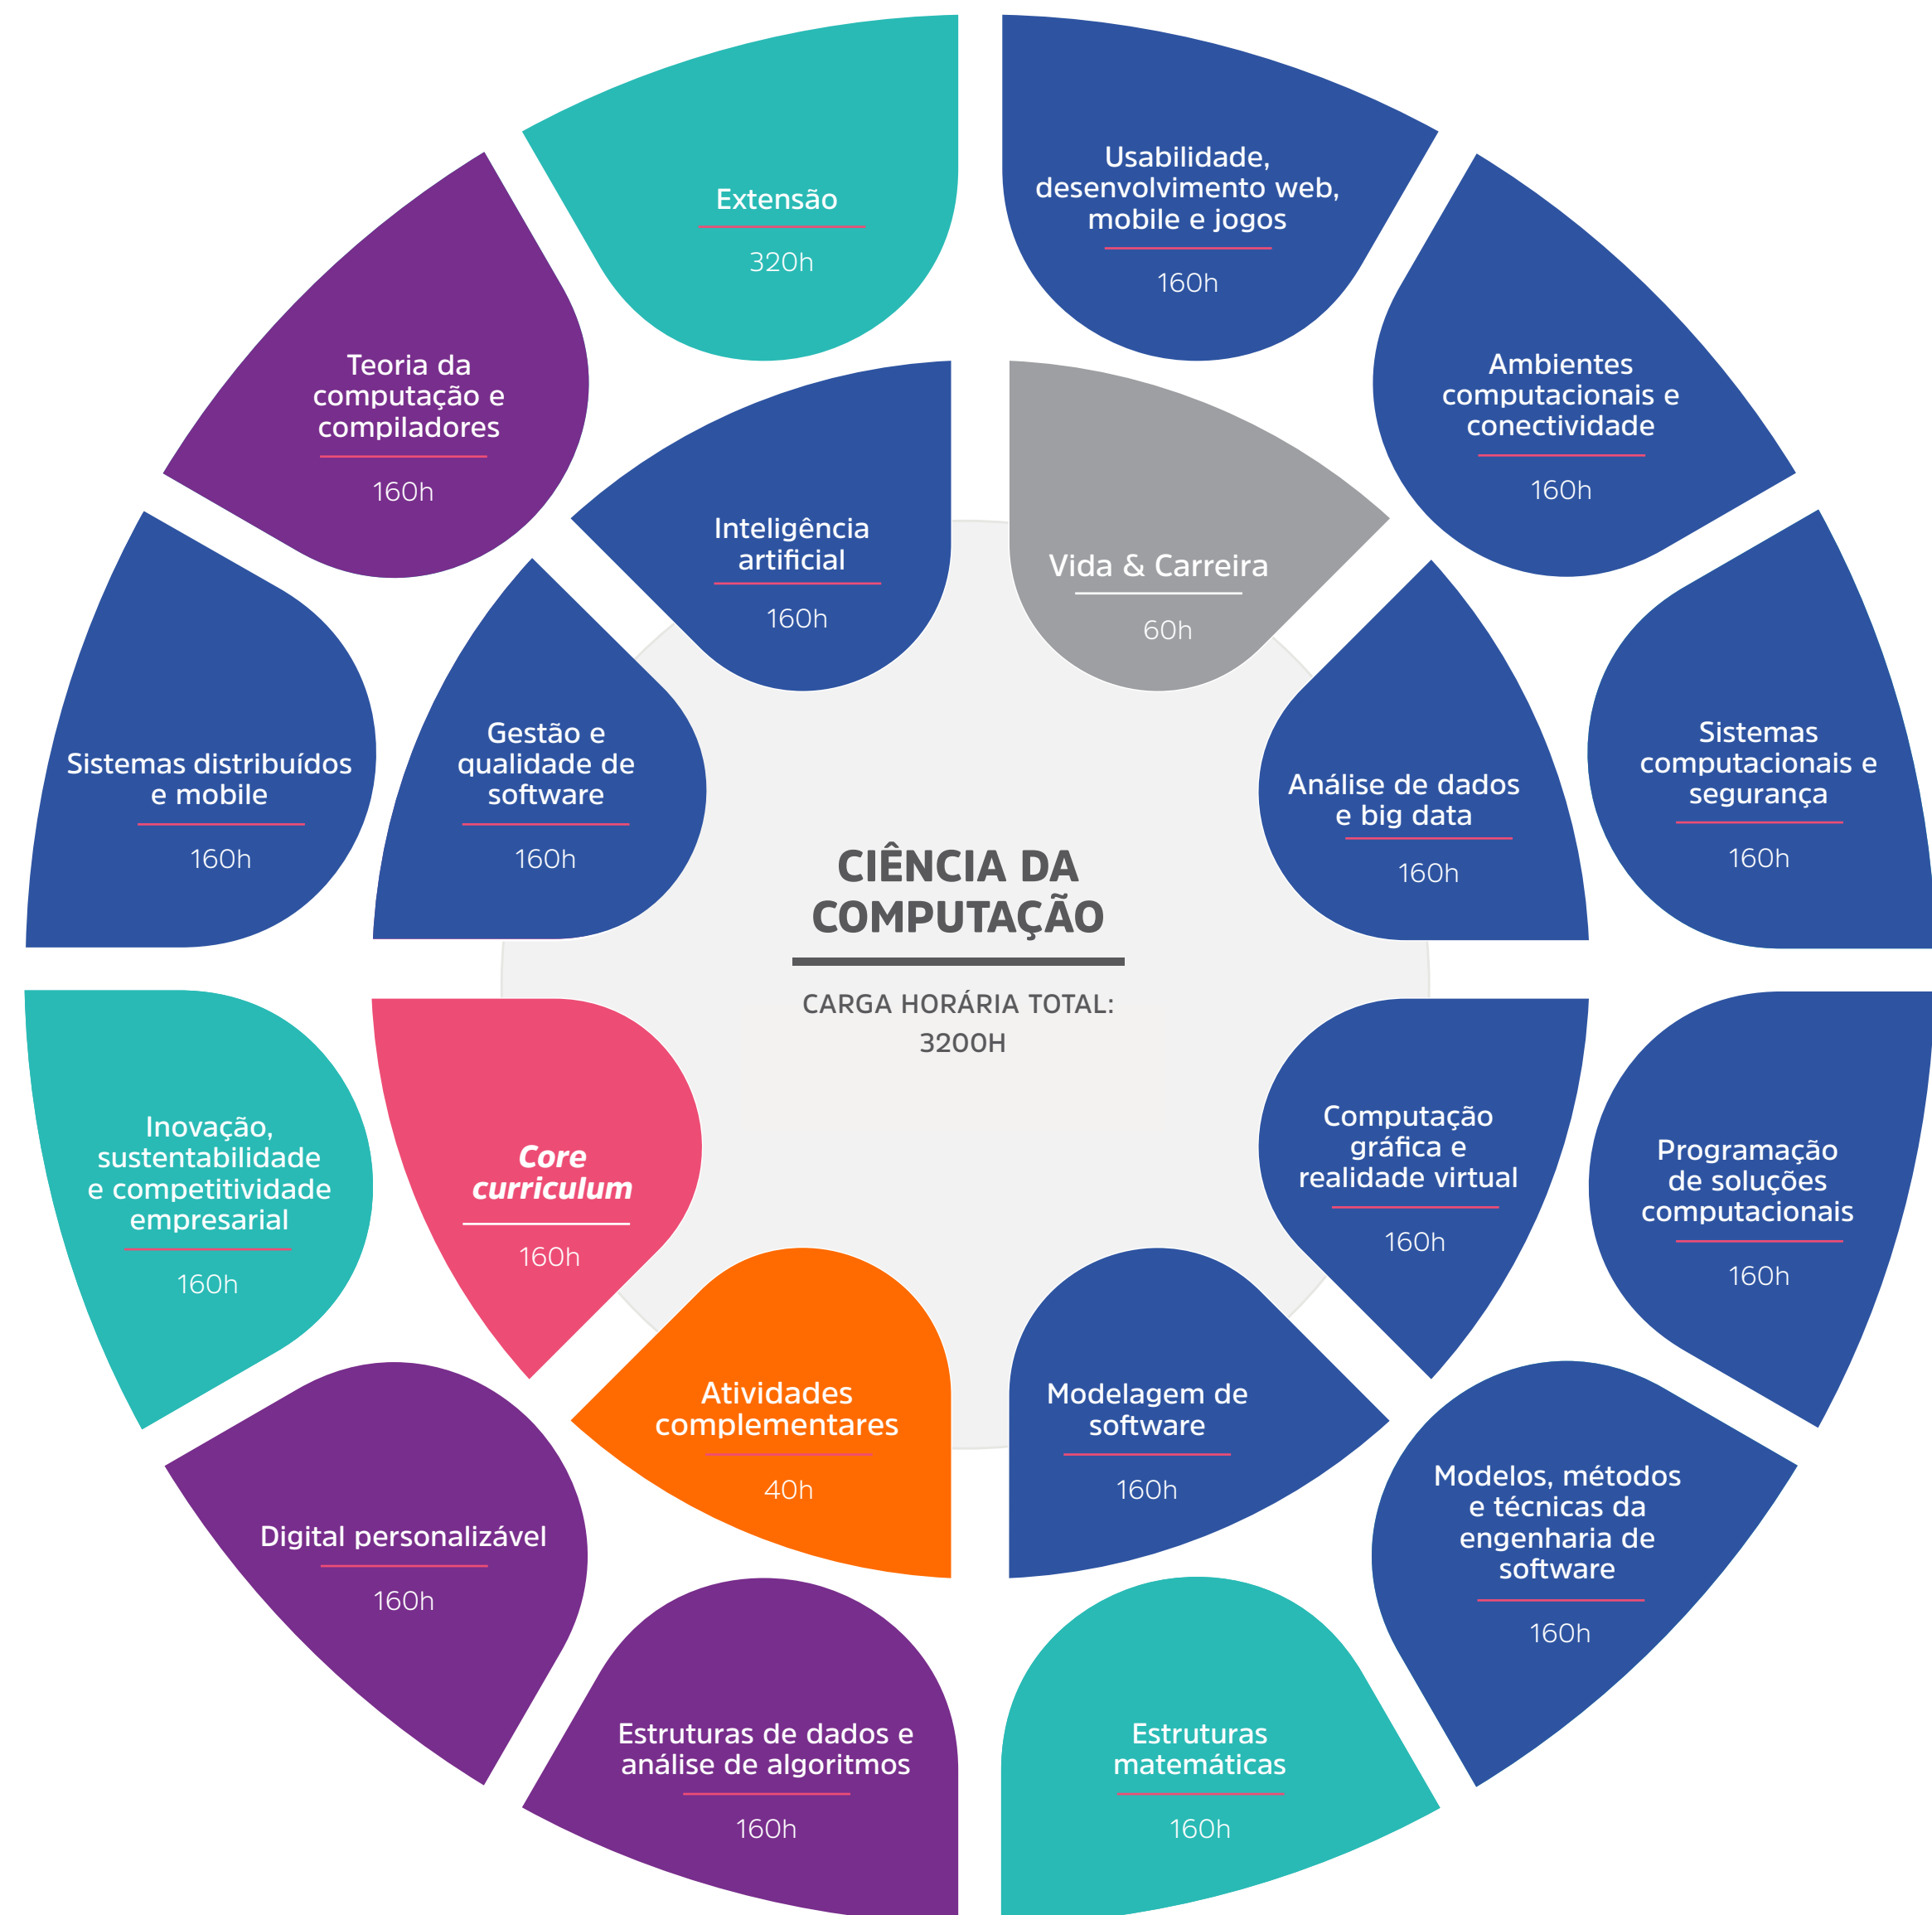 Extensão
320h
Usabilidade,
desenvolvimento web,
mobile e jogos
160h
Teoria da
computação e
compiladores
160h
Ambientes
computacionais e
conectividade
160h
Inteligência
artificial
160h
Vida & Carreira
60h
Sistemas distribuídos
e mobile
160h
Gestão e
qualidade de
software
160h
Análise de dados
e big data
160h
Sistemas
computacionais e
segurança
160h
CIÊNCIA DA
COMPUTAÇÃO
CARGA HORÁRIA TOTAL:
3200H
Inovação,
sustentabilidade
e competitividade
empresarial
160h
Core
curriculum
160h
Computação
gráfica e
realidade virtual
160h
Programação
de soluções
computacionais
160h
Atividades
complementares
40h
Modelagem de
software
160h
Digital personalizável
160h
Modelos, métodos
e técnicas da
engenharia de
software
160h
Estruturas de dados e
análise de algoritmos
160h
Estruturas
matemáticas
160h